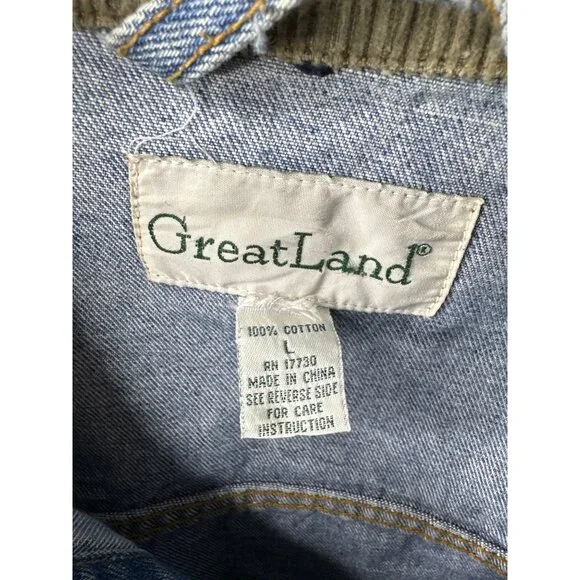 GreatLand®
100% COTTON
L
RN 17730
MADE IN CHINA
SEE REVERSE SIDE
FOR CARE
INSTRUCTION